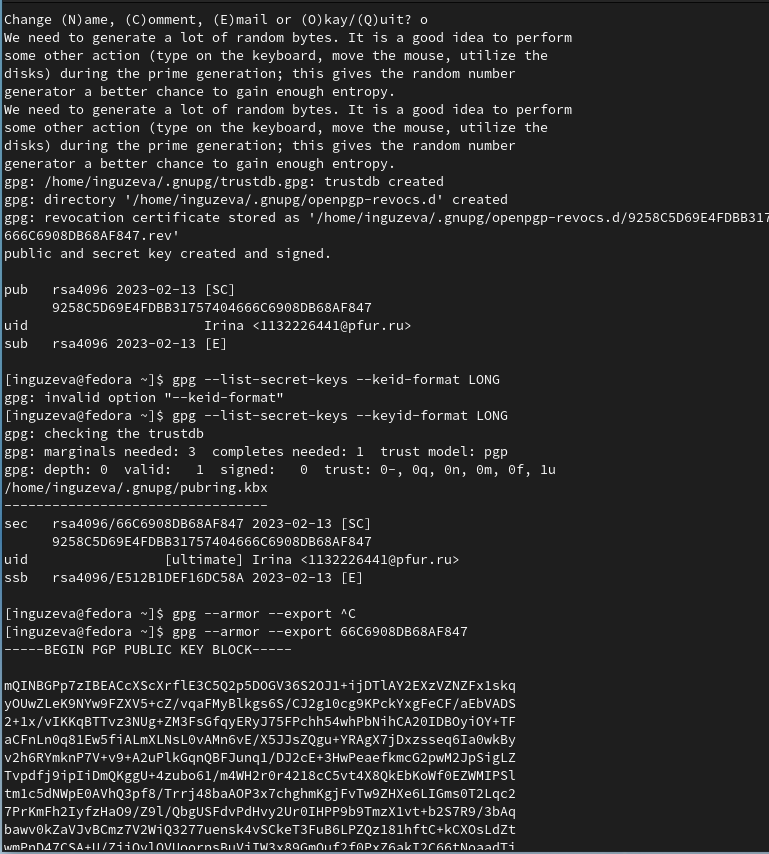 Change (N)ame, (C)omment, (E)mail or (O)kay/(Q)uit? o
We need to generate a lot of random bytes. It is a good idea to perform
some other action (type on the keyboard, move the mouse, utilize the
disks) during the prime generation; this gives the random number
generator a better chance to gain enough entropy.
We need to generate a lot of random bytes. It is a good idea to perform
some other action (type on the keyboard, move the mouse, utilize the
disks) during the prime generation; this gives the random number
generator a better chance to gain enough entropy.
gpg: /home/inguzeva/.gnupg/trustdb.gpg: trustdb created
gpg: directory '/home/inguzeva/.gnupg/openpgp-revocs.d' created
gpg: revocation certificate stored as '/home/inguzeva/.gnupg/openpgp-revocs.d/9258C5D69E4FDBB317
666C6908DB68AF847.rev'
public and secret key created and signed.
pub   rsa4096 2023-02-13 [SC]
      9258C5D69E4FDBB31757404666C6908DB68AF847
uid                      Irina <1132226441@pfur.ru>
sub   rsa4096 2023-02-13 [E]
[inguzeva@fedora ~]$ gpg --list-secret-keys --keid-format LONG
gpg: invalid option "--keid-format"
[inguzeva@fedora ~]$ gpg --list-secret-keys --keyid-format LONG
gpg: checking the trustdb
gpg: marginals needed: 3  completes needed: 1  trust model: pgp
gpg: depth: 0  valid:   1  signed:   0  trust: 0-, 0q, 0n, 0m, 0f, 1u
/home/inguzeva/.gnupg/pubring.kbx
---------------------------------
sec   rsa4096/66C6908DB68AF847 2023-02-13 [SC]
      9258C5D69E4FDBB31757404666C6908DB68AF847
uid                 [ultimate] Irina <1132226441@pfur.ru>
ssb   rsa4096/E512B1DEF16DC58A 2023-02-13 [E]
[inguzeva@fedora ~]$ gpg --armor --export ^C
[inguzeva@fedora ~]$ gpg --armor --export 66C6908DB68AF847
-----BEGIN PGP PUBLIC KEY BLOCK-----
mQINBGPp7zIBEACcXScXrflE3C5Q2p5DOGV36S2OJ1+ijDTlAY2EXzVZNZFx1skq
yOUwZLeK9NYw9FZXV5+cZ/vqaFMyBlkgs6S/CJ2g10cg9KPckYxgFeCF/aEbVADS
2+1x/vIKKqBTTvz3NUg+ZM3FsGfqyERyJ75FPchh54whPbNihCA20IDBOyiOY+TF
aCFnLn0q81Ew5fiALmXLNsL0vAMn6vE/X5JJsZQgu+YRAgX7jDxzsseq6Ia0wkBy
v2h6RYmknP7V+v9+A2uPlkGqnQBFJunq1/DJ2cE+3HwPeaefkmcG2pwM2JpSigLZ
Tvpdfj9ipIiDmQKggU+4zubo61/m4WH2r0r4218cC5vt4X8QkEbKoWf0EZWMIPSl
tm1c5dNWpE0AVhQ3pf8/Trrj48baAOP3x7chghmKgjFvTw9ZHXe6LIGms0T2Lqc2
7PrKmFh2IyfzHaO9/Z9l/QbgUSFdvPdHvy2Ur0IHPP9b9TmzX1vt+b2S7R9/3bAq
bawv0kZaVJvBCmz7V2WiQ3277uensk4vSCkeT3FuB6LPZQz181hftC+kCXOsLdZt